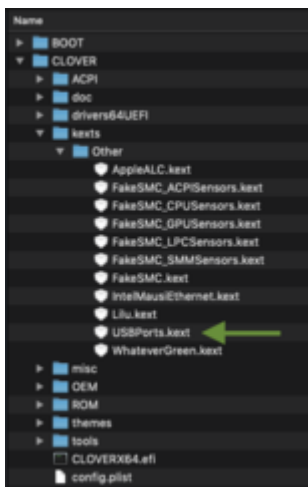 Name
BOOT
CLOVER
ACPI
doc
drivers64UEFI
kexts
Other
AppleALC.kext
FakeSMC_ACPISensors.kext
FakeSMC_CPUSensors.kext
FakeSMC_GPUSensors.kext
FakeSMC_LPCSensors.kext
FakeSMC_SMMSensors.kext
FakeSMC.kext
IntelMausiEthernet.kext
Lilu.kext
USBPorts.kext
WhateverGreen.kext
misc
OEM
ROM
themes
tools
CLOVERX64.efi
config.plist